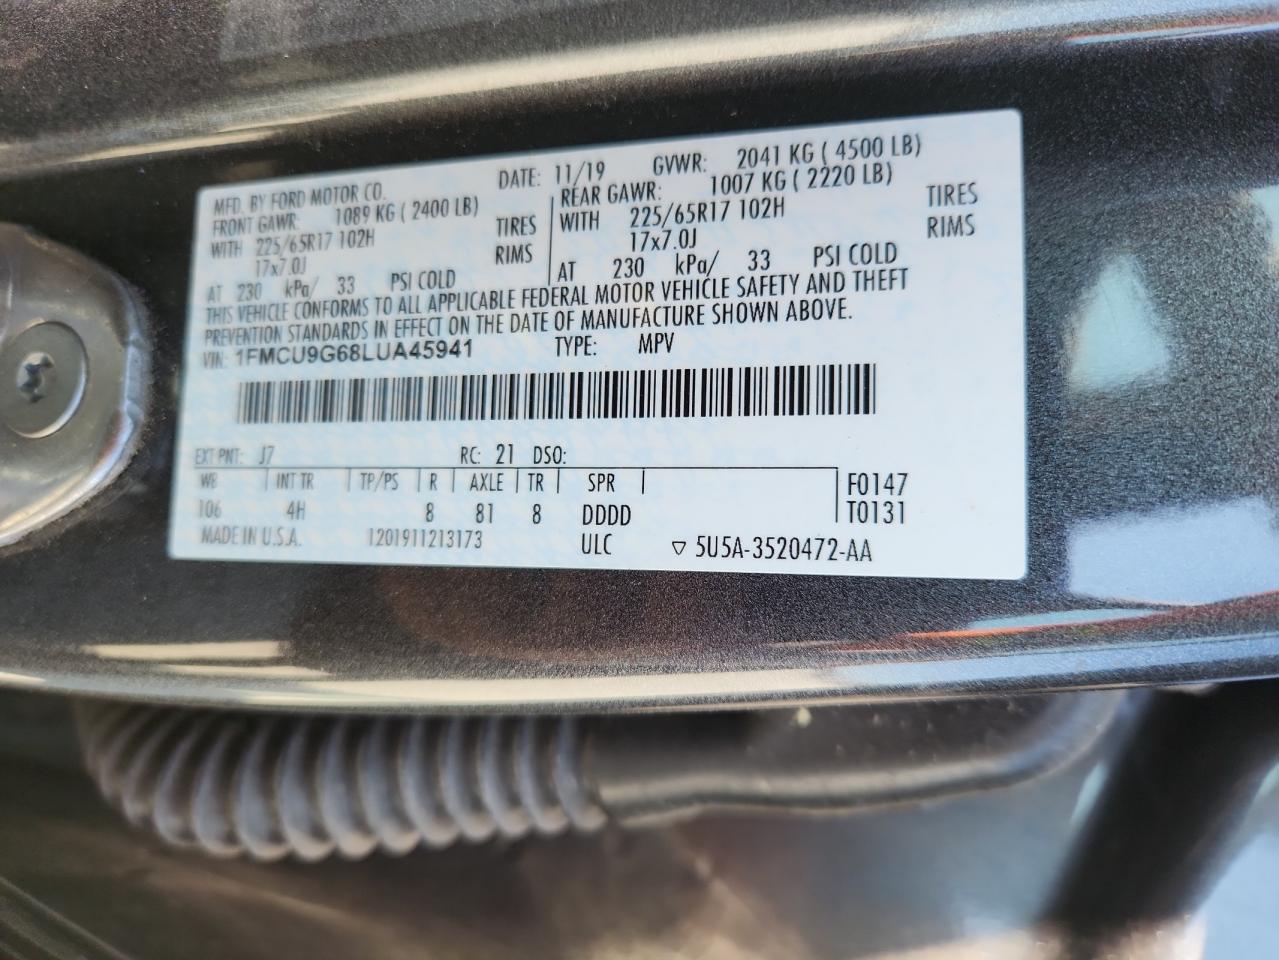 MFD. BY FORD MOTOR CO.
DATE: 11/19 GVWR: 2041 KG ( 4500 LB)
FRONT GAWR: 1089 KG ( 2400 LB)
WITH 225/65R17 102H TIRES
17x7.0J RIMS
AT 230 kPa/ 33 PSI COLD
REAR GAWR: 1007 KG ( 2220 LB)
WITH 225/65R17 102H TIRES
17x7.0J RIMS
AT 230 kPa/ 33 PSI COLD
THIS VEHICLE CONFORMS TO ALL APPLICABLE FEDERAL MOTOR VEHICLE SAFETY AND THEFT
PREVENTION STANDARDS IN EFFECT ON THE DATE OF MANUFACTURE SHOWN ABOVE.
VIN: 1FMCU9G68LUA45941 TYPE: MPV
EXT PNT: J7 RC: 21 DSO:
WB INT TR TP/PS R AXLE TR SPR F0147
106 4H 8 81 8 DDDD T0131
MADE IN U.S.A. 1201911213173 ULC ▽ 5U5A-3520472-AA